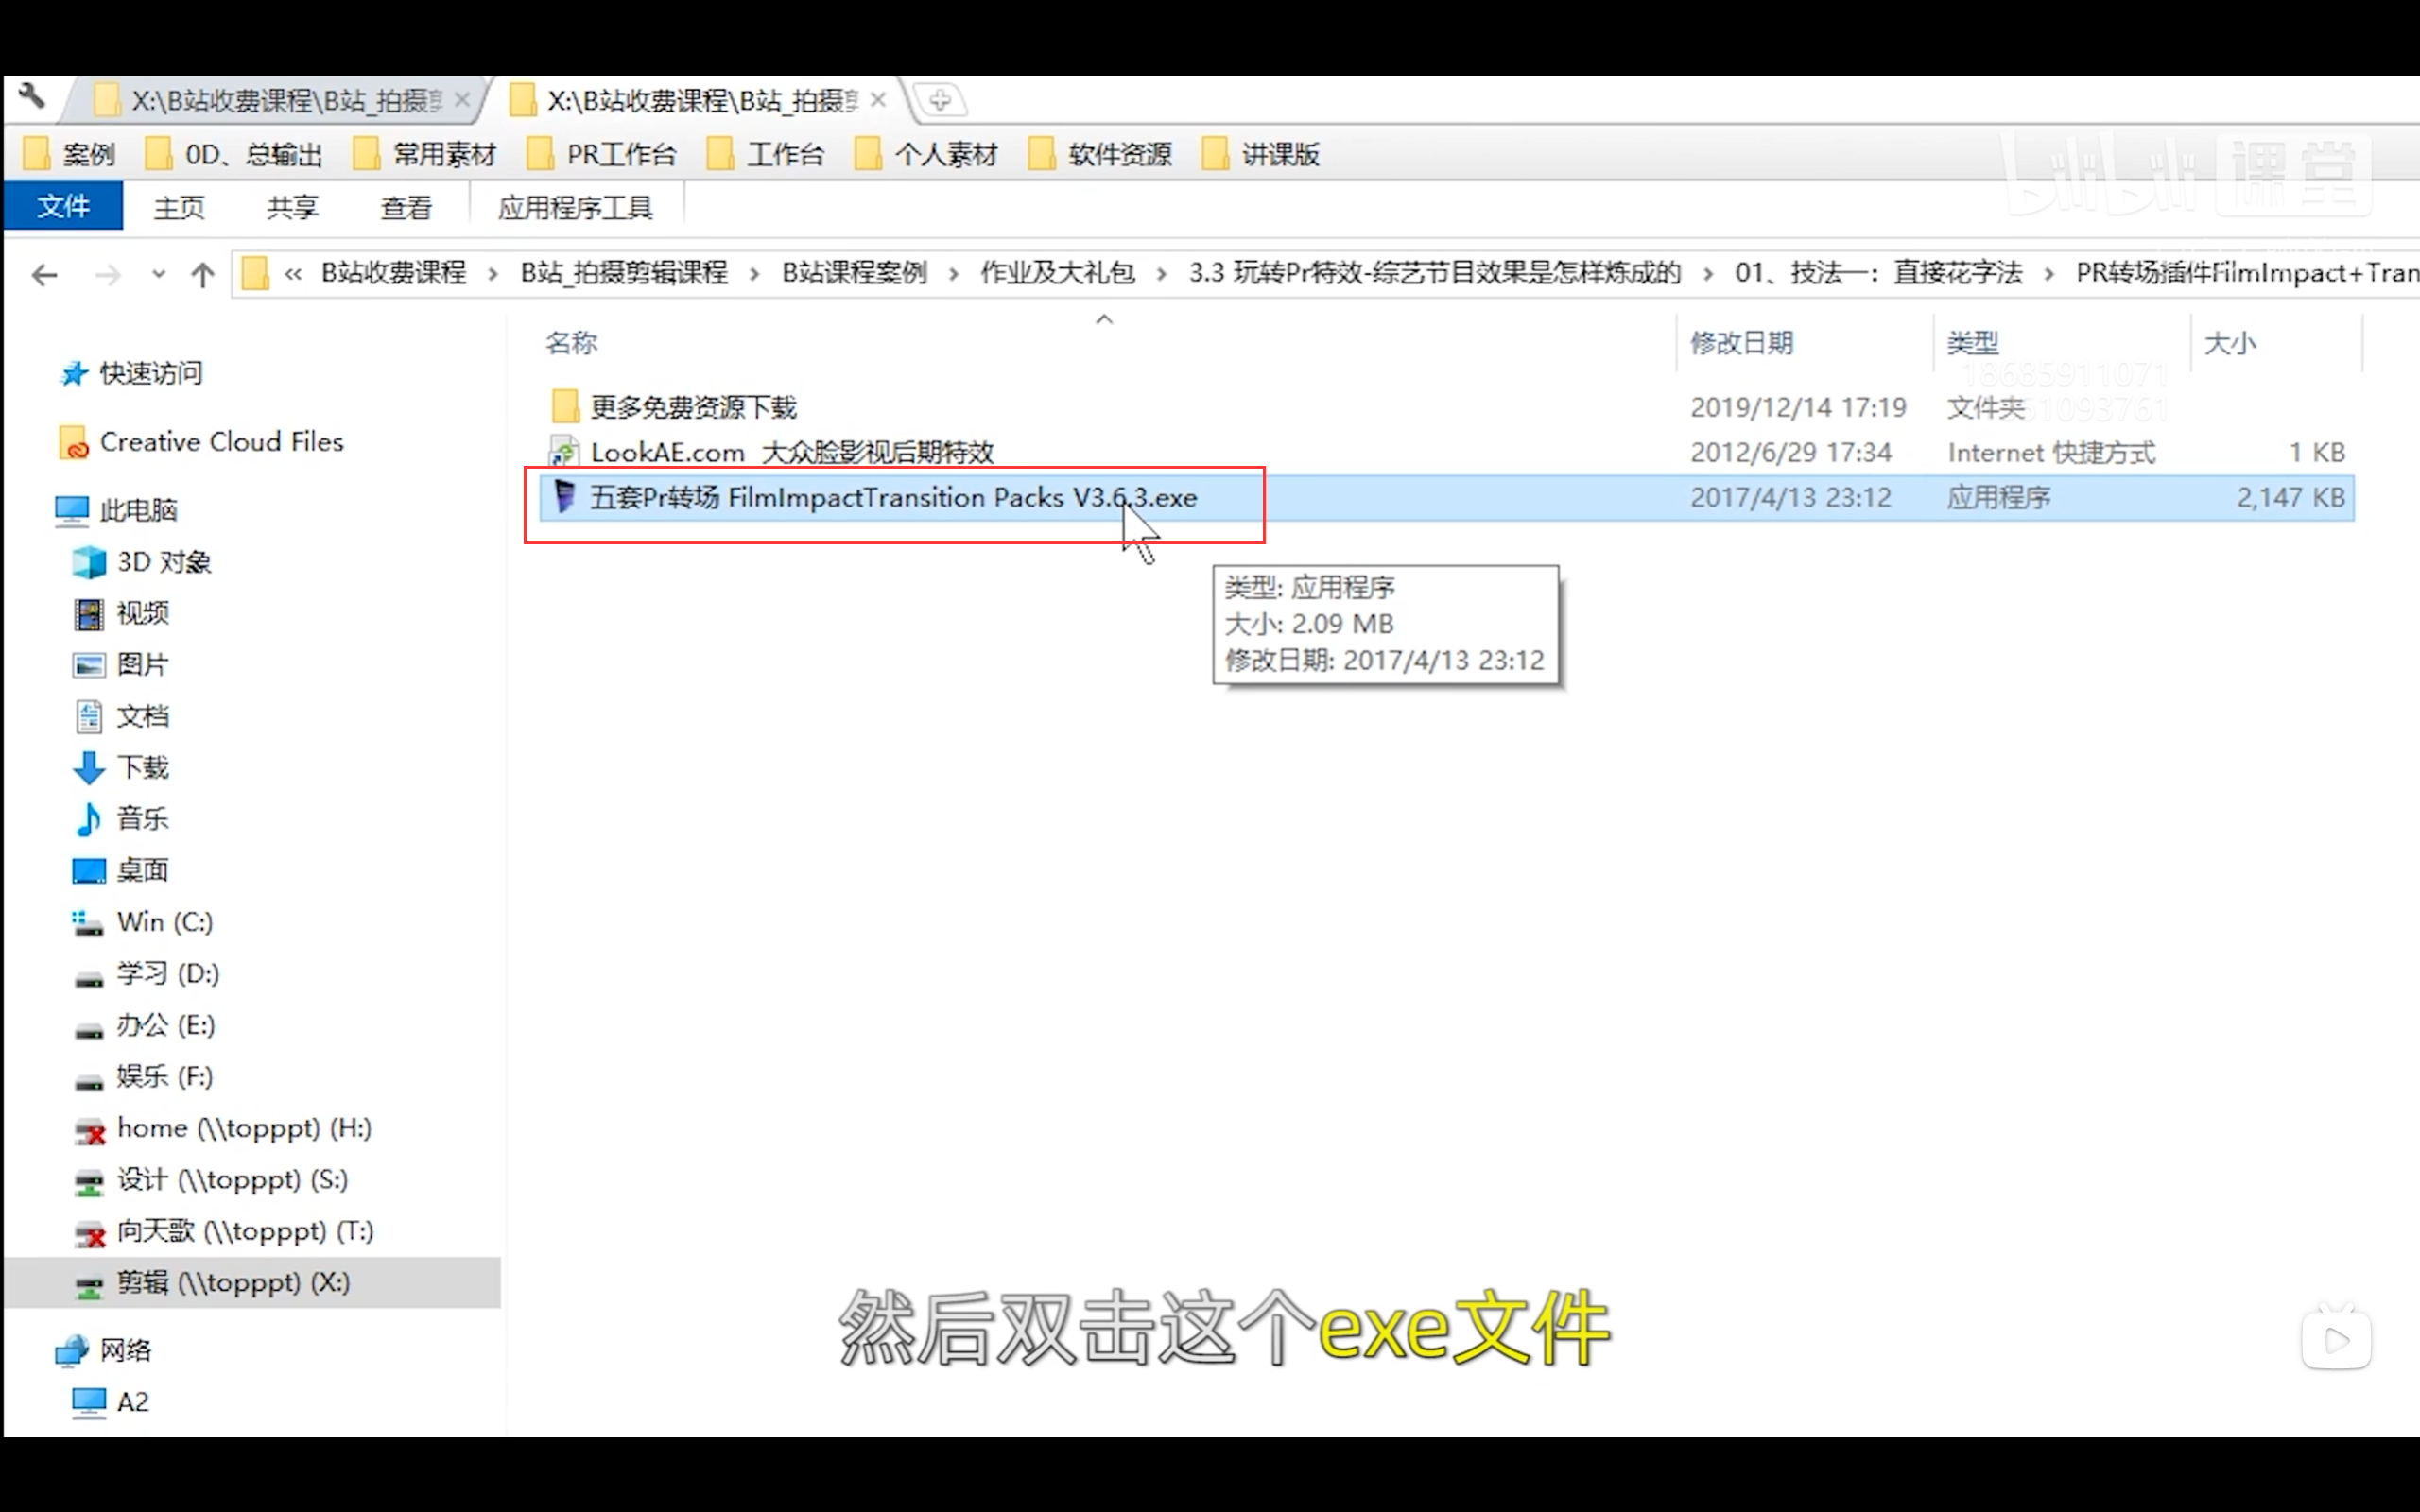 X:\B站收费课程\B站_拍摄剪 X:\B站收费课程\B站_拍摄剪
案例 0D、总输出 常用素材 PR工作台 工作台 个人素材 软件资源 讲课版
bilibili 课堂
文件 主页 共享 查看 应用程序工具
« B站收费课程 › B站_拍摄剪辑课程 › B站课程案例 › 作业及大礼包 › 3.3 玩转Pr特效-综艺节目效果是怎样炼成的 › 01、技法一：直接花字法 › PR转场插件FilmImpact+Tran
名称 修改日期 类型 大小
18685911071
更多免费资源下载 2019/12/14 17:19 文件夹
51093761
LookAE.com 大众脸影视后期特效 2012/6/29 17:34 Internet 快捷方式 1 KB
五套Pr转场 FilmImpactTransition Packs V3.6.3.exe 2017/4/13 23:12 应用程序 2,147 KB
类型: 应用程序
大小: 2.09 MB
修改日期: 2017/4/13 23:12
快速访问
Creative Cloud Files
此电脑
3D 对象
视频
图片
文档
下载
音乐
桌面
Win (C:)
学习 (D:)
办公 (E:)
娱乐 (F:)
home (\\topppt) (H:)
设计 (\\topppt) (S:)
向天歌 (\\topppt) (T:)
剪辑 (\\topppt) (X:)
网络
A2
然后双击这个exe文件